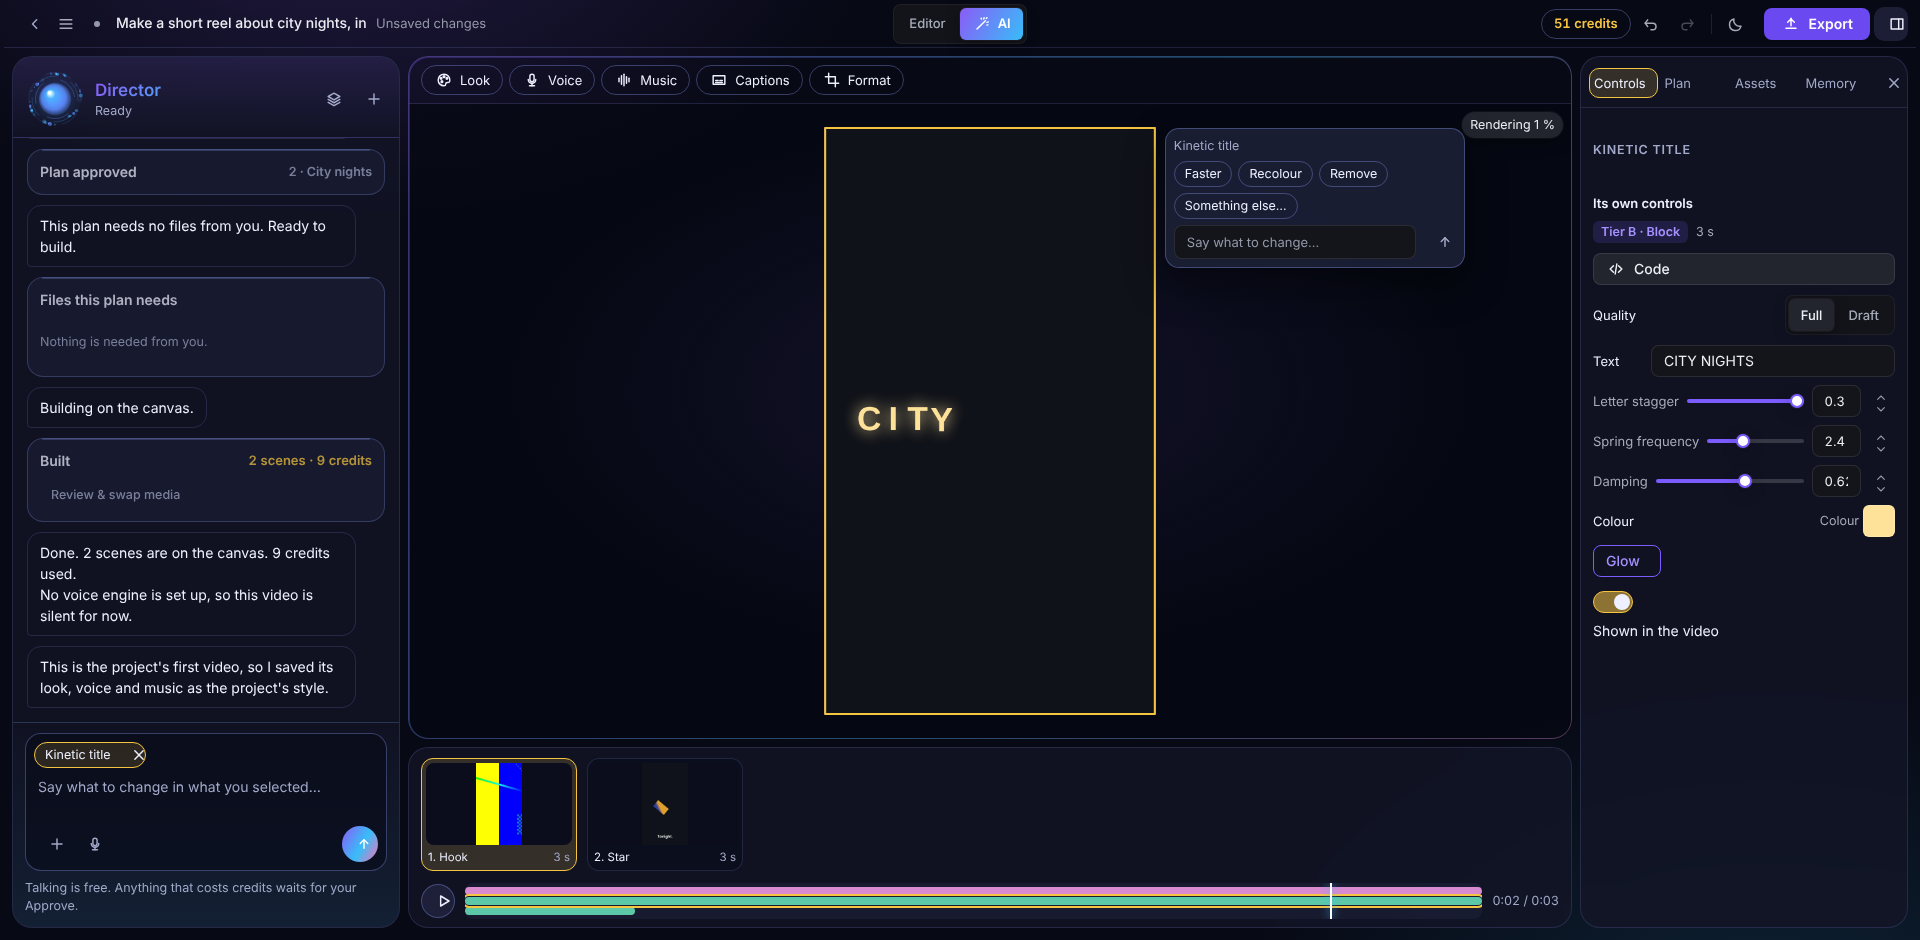 Make a short reel about city nights, in
Unsaved changes
Editor
AI
51 credits
Export
Director
Ready
Plan approved
2 · City nights
This plan needs no files from you. Ready to
build.
Files this plan needs
Nothing is needed from you.
Building on the canvas.
Built
2 scenes · 9 credits
Review & swap media
Done. 2 scenes are on the canvas. 9 credits
used.
No voice engine is set up, so this video is
silent for now.
This is the project's first video, so I saved its
look, voice and music as the project's style.
Kinetic title
Say what to change in what you selected...
Talking is free. Anything that costs credits waits for your
Approve.
Look
Voice
Music
Captions
Format
Rendering 1 %
CITY
Kinetic title
Faster
Recolour
Remove
Something else...
Say what to change...
Tonight.
1. Hook
3 s
2. Star
3 s
0:02 / 0:03
Controls
Plan
Assets
Memory
KINETIC TITLE
Its own controls
Tier B · Block
3 s
Code
Quality
Full
Draft
Text
CITY NIGHTS
Letter stagger
0.3
Spring frequency
2.4
Damping
0.62
Colour
Colour
Glow
Shown in the video